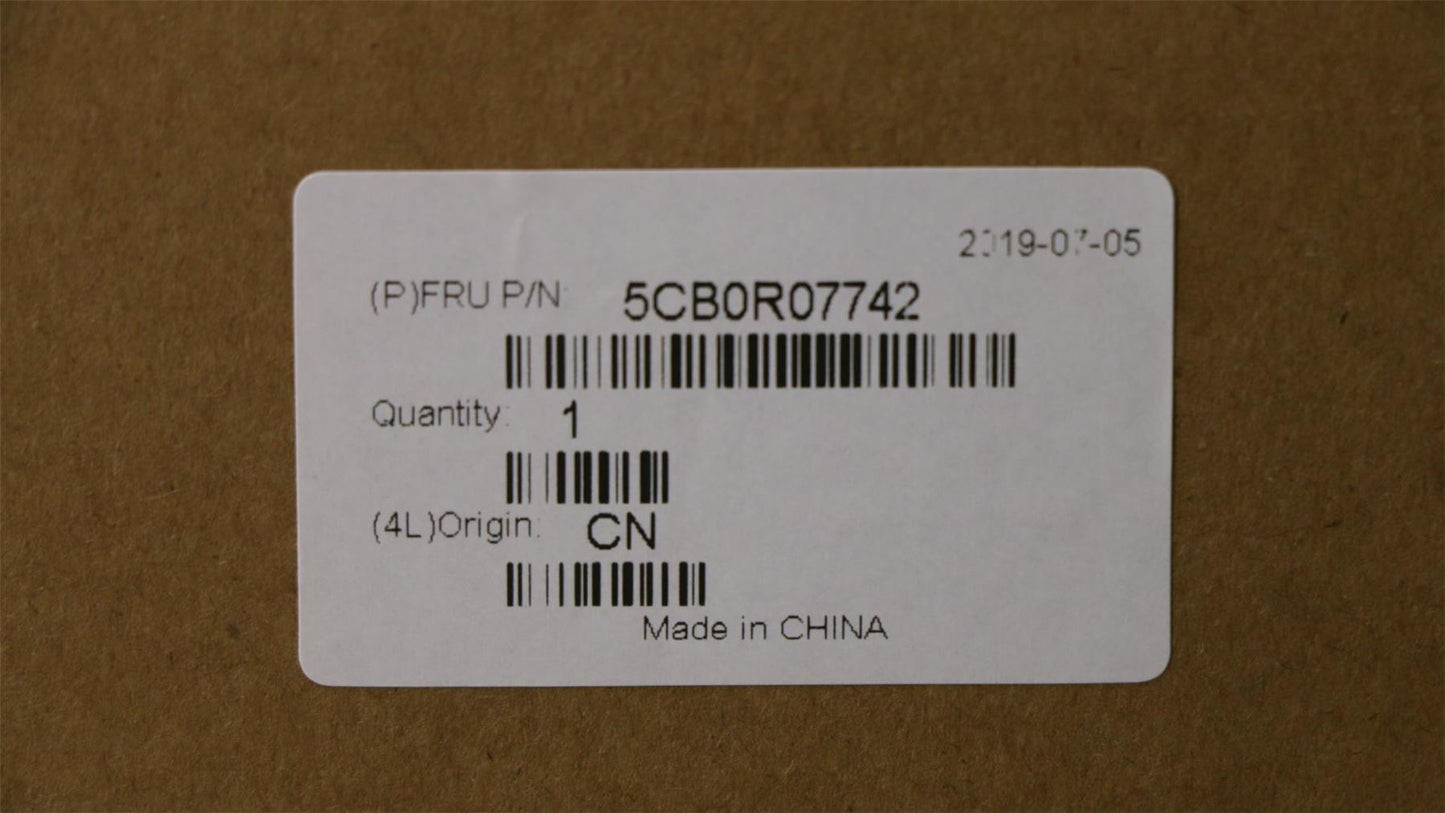 2019-07-05
(P)FRU P/N: 5CB0R07742
Quantity: 1
(4L)Origin: CN
Made in CHINA